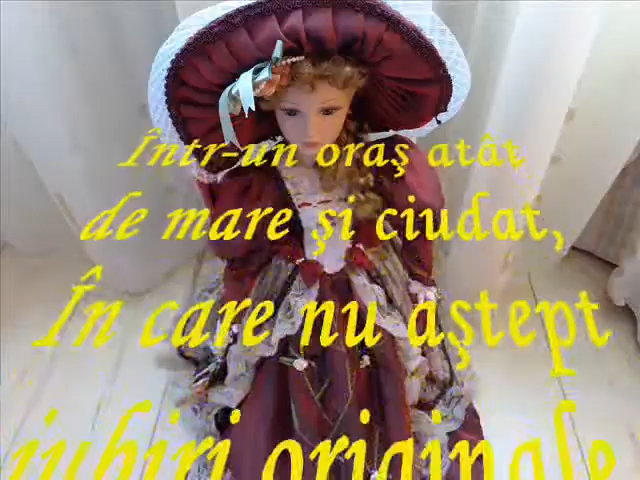 Într-un oraş atât
de mare şi ciudat,
În care nu aştept
iubiri originale